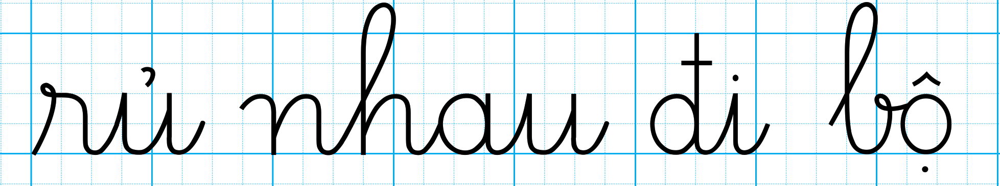 rủ nhau đi bộ